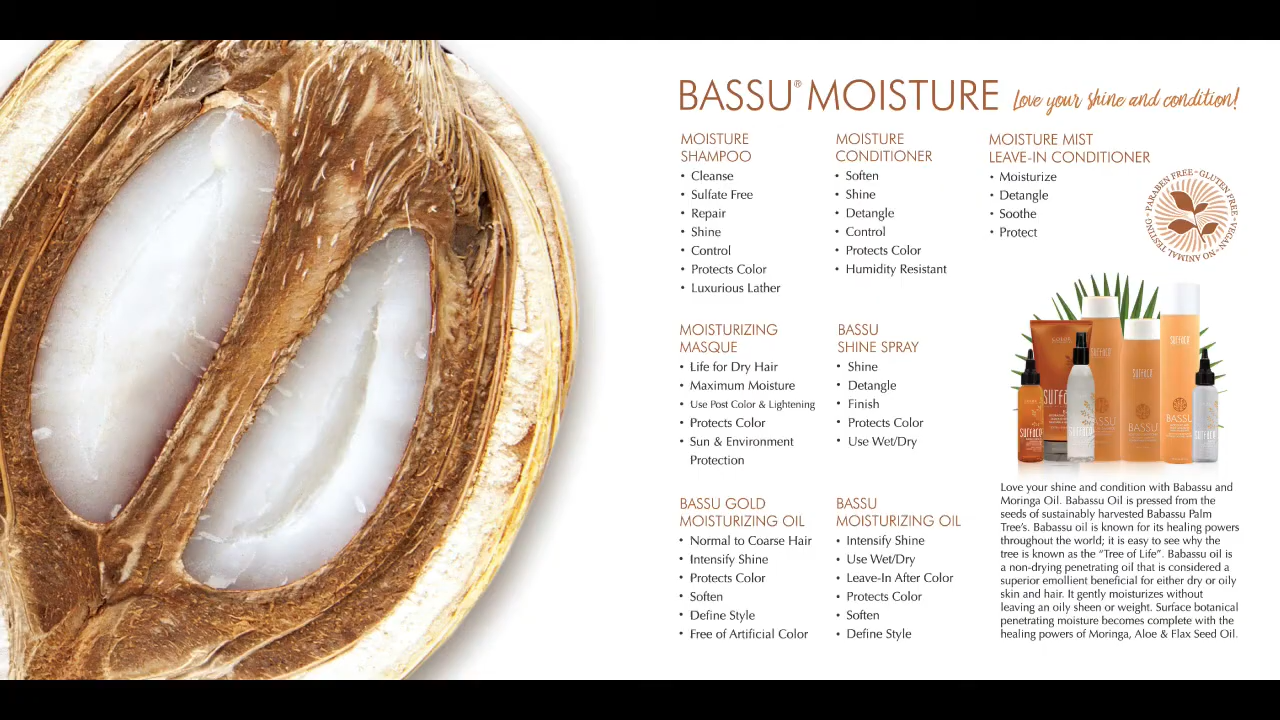 BASSU® MOISTURE Love your shine and condition!
MOISTURE
SHAMPOO
• Cleanse
• Sulfate Free
• Repair
• Shine
• Control
• Protects Color
• Luxurious Lather
MOISTURE
CONDITIONER
• Soften
• Shine
• Detangle
• Control
• Protects Color
• Humidity Resistant
MOISTURE MIST
LEAVE-IN CONDITIONER
• Moisturize
• Detangle
• Soothe
• Protect
PARABEN FREE - GLUTEN FREE - VEGAN - NO ANIMAL TESTING -
MOISTURIZING
MASQUE
• Life for Dry Hair
• Maximum Moisture
• Use Post Color & Lightening
• Protects Color
• Sun & Environment
Protection
BASSU
SHINE SPRAY
• Shine
• Detangle
• Finish
• Protects Color
• Use Wet/Dry
surface
surface
surface
surface
surface
surface
surface
BASSU
BASSU
BASSU
BASSU GOLD
MOISTURIZING OIL
• Normal to Coarse Hair
• Intensify Shine
• Protects Color
• Soften
• Define Style
• Free of Artificial Color
BASSU
MOISTURIZING OIL
• Intensify Shine
• Use Wet/Dry
• Leave-In After Color
• Protects Color
• Soften
• Define Style
Love your shine and condition with Babassu and
Moringa Oil. Babassu Oil is pressed from the
seeds of sustainably harvested Babassu Palm
Tree's. Babassu oil is known for its healing powers
throughout the world; it is easy to see why the
tree is known as the "Tree of Life". Babassu oil is
a non-drying penetrating oil that is considered a
superior emollient beneficial for either dry or oily
skin and hair. It gently moisturizes without
leaving an oily sheen or weight. Surface botanical
penetrating moisture becomes complete with the
healing powers of Moringa, Aloe & Flax Seed Oil.